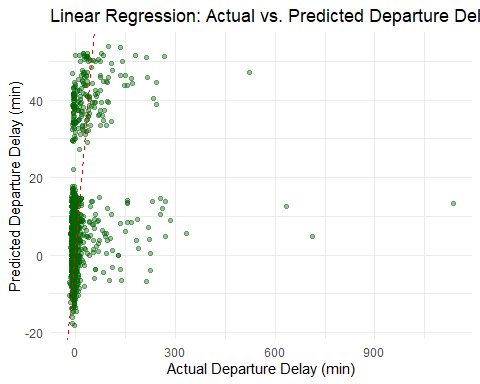 Linear Regression: Actual vs. Predicted Departure Del
Predicted Departure Delay (min)
40
20
0
-20
0 300 600 900
Actual Departure Delay (min)